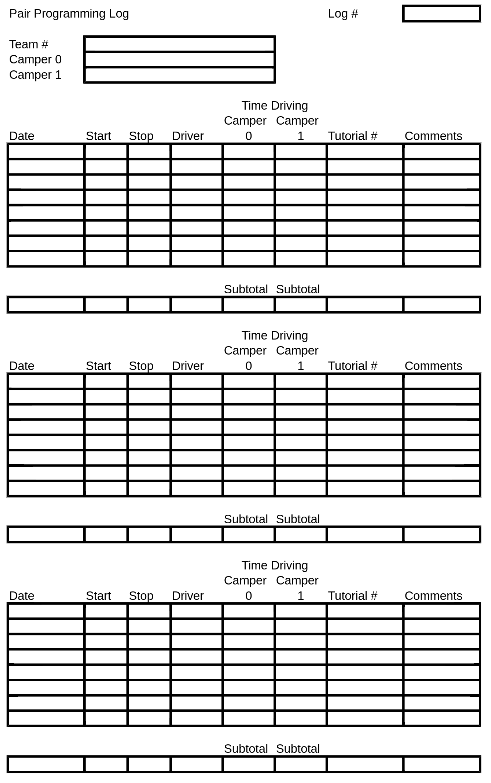 Pair Programming Log Log #
Team #
Camper 0
Camper 1
Time Driving
Camper Camper
Date Start Stop Driver 0 1 Tutorial # Comments
Subtotal Subtotal
Time Driving
Camper Camper
Date Start Stop Driver 0 1 Tutorial # Comments
Subtotal Subtotal
Time Driving
Camper Camper
Date Start Stop Driver 0 1 Tutorial # Comments
Subtotal Subtotal